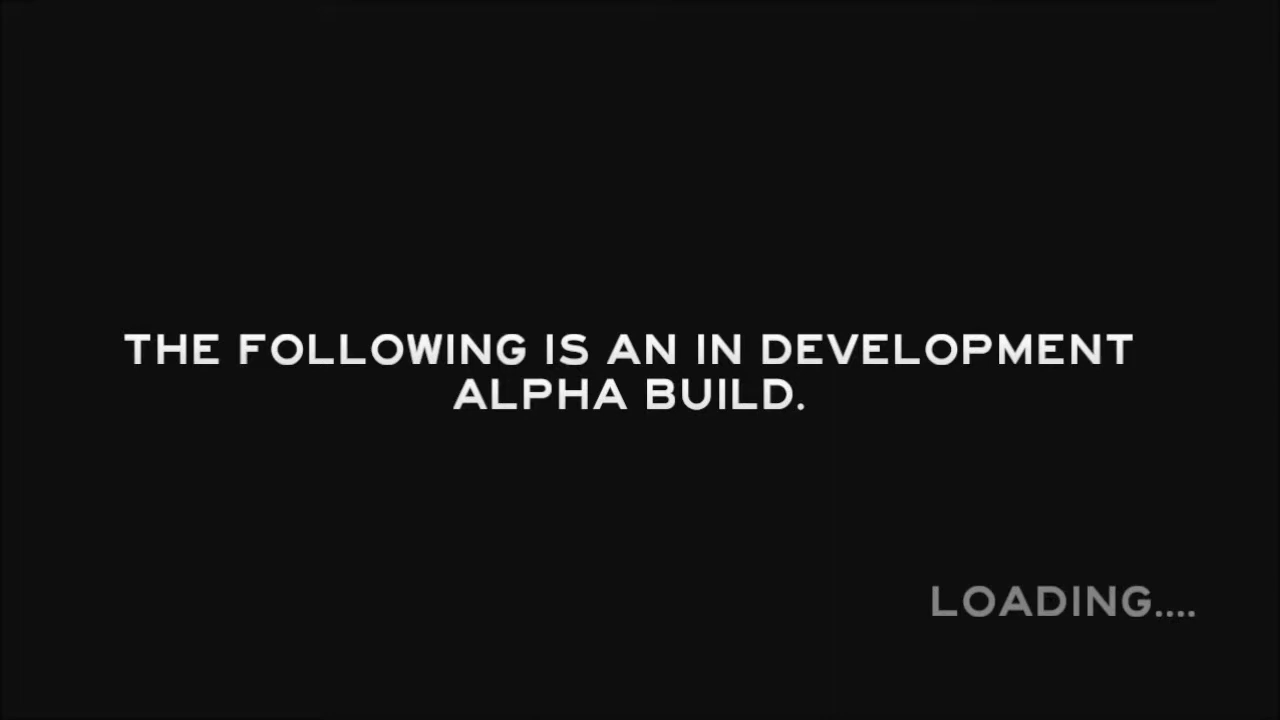 THE FOLLOWING IS AN IN DEVELOPMENT
ALPHA BUILD.
LOADING....